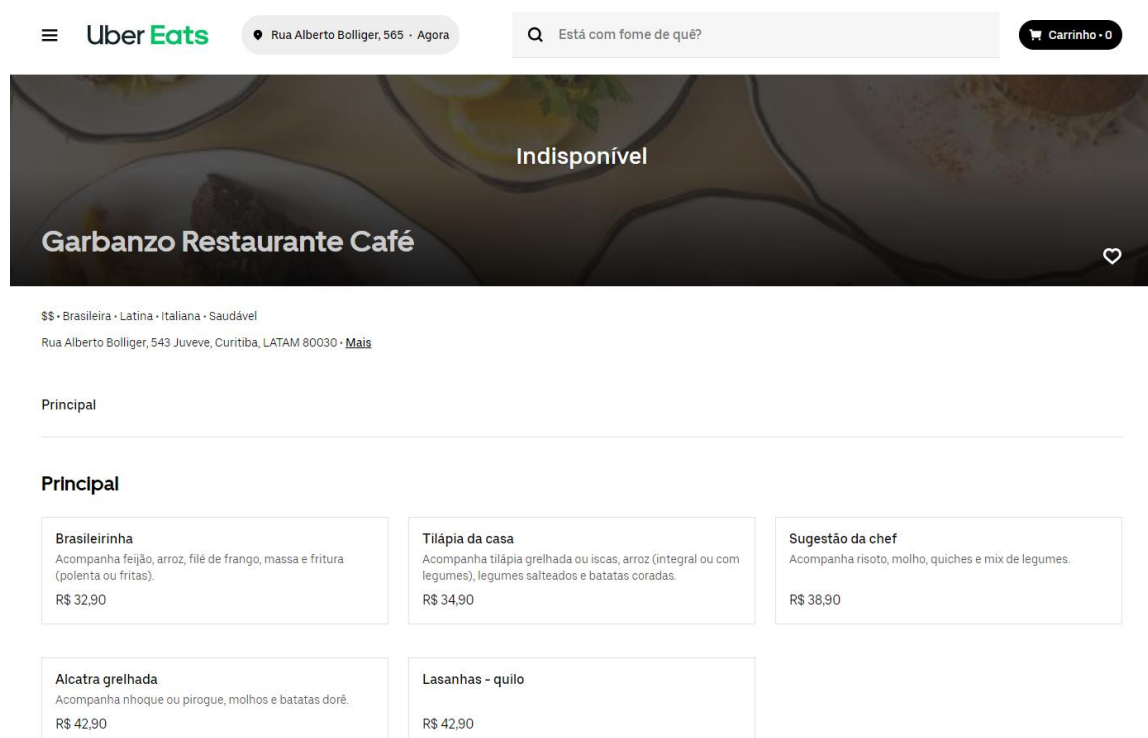 Uber Eats
Rua Alberto Bolliger, 565 · Agora
Está com fome de quê?
Carrinho · 0
Indisponível
Garbanzo Restaurante Café
$$ • Brasileira • Latina • Italiana • Saudável
Rua Alberto Bolliger, 543 Juveve, Curitiba, LATAM 80030 • Mais
Principal
Principal
Brasileirinha
Acompanha feijão, arroz, filé de frango, massa e fritura
(polenta ou fritas).
R$ 32,90
Tilápia da casa
Acompanha tilápia grelhada ou iscas, arroz (integral ou com
legumes), legumes salteados e batatas coradas.
R$ 34,90
Sugestão da chef
Acompanha risoto, molho, quiches e mix de legumes.
R$ 38,90
Alcatra grelhada
Acompanha nhoque ou pirogue, molhos e batatas dorê.
R$ 42,90
Lasanhas - quilo
R$ 42,90